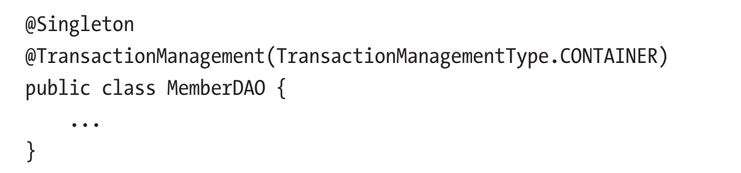 @Singleton
@TransactionManagement(TransactionManagementType.CONTAINER)
public class MemberDAO {
    ...
}